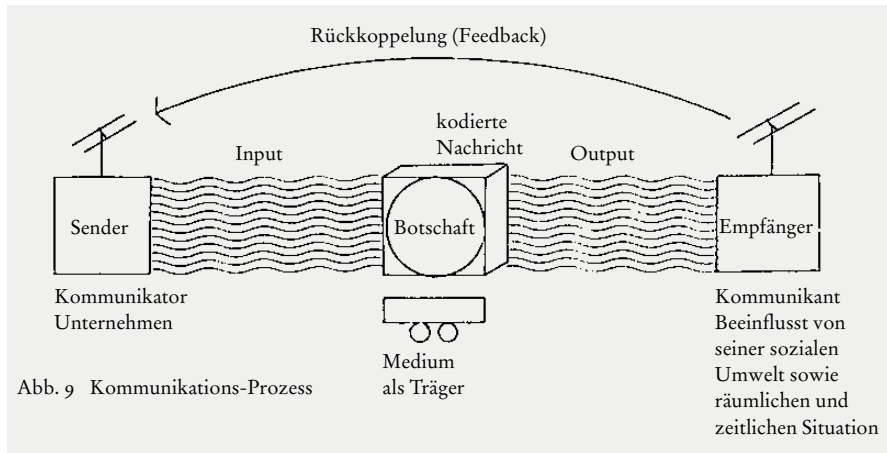 Rückkoppelung (Feedback)
kodierte
Nachricht
Input
Output
Sender
Botschaft
Empfänger
Kommunikator
Unternehmen
Medium
als Träger
Kommunikant
Beeinflusst von
seiner sozialen
Umwelt sowie
räumlichen und
zeitlichen Situation
Abb. 9 Kommunikations-Prozess